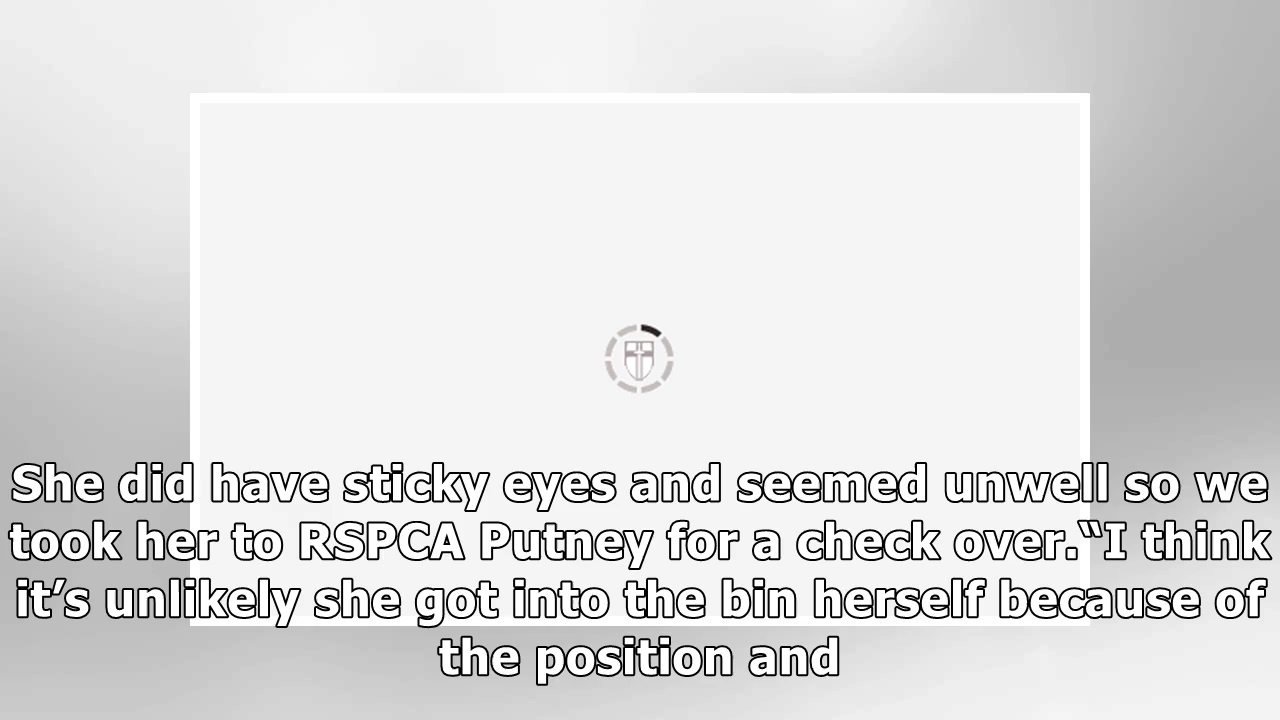 She did have sticky eyes and seemed unwell so we
took her to RSPCA Putney for a check over.“I think
it’s unlikely she got into the bin herself because of
the position and